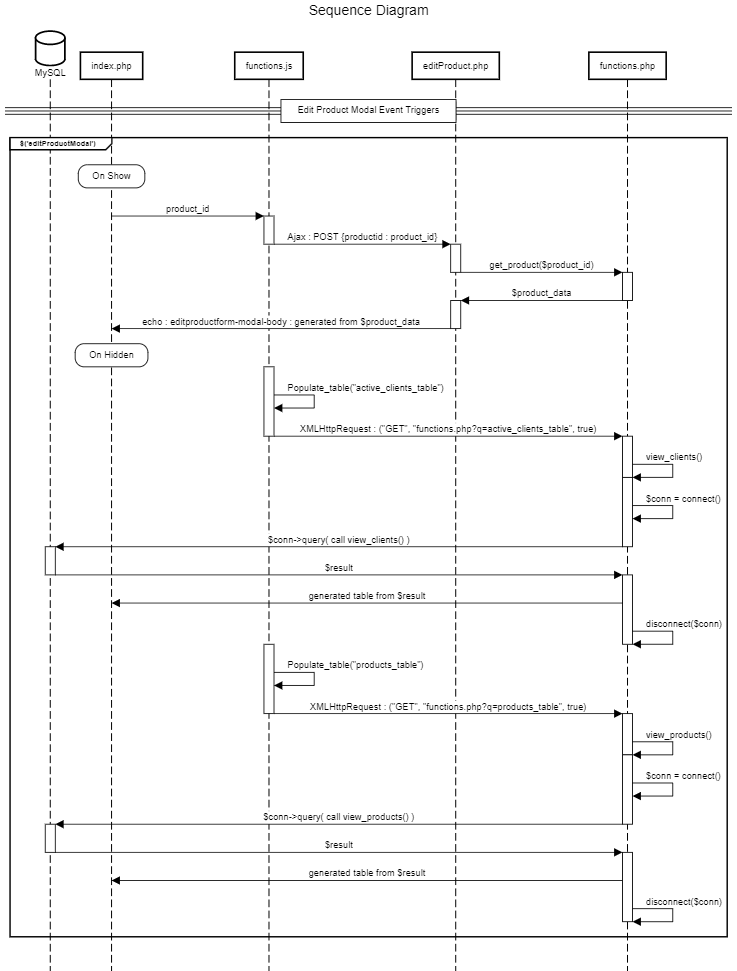 Sequence Diagram
MySQL
index.php
functions.js
editProduct.php
functions.php
Edit Product Modal Event Triggers
$('editProductModal')
On Show
product_id
Ajax : POST {productid : product_id}
get_product($product_id)
$product_data
echo : editproductform-modal-body : generated from $product_data
On Hidden
Populate_table("active_clients_table")
XMLHttpRequest : ("GET", "functions.php?q=active_clients_table", true)
view_clients()
$conn = connect()
$conn->query( call view_clients() )
$result
generated table from $result
disconnect($conn)
Populate_table("products_table")
XMLHttpRequest : ("GET", "functions.php?q=products_table", true)
view_products()
$conn = connect()
$conn->query( call view_products() )
$result
generated table from $result
disconnect($conn)